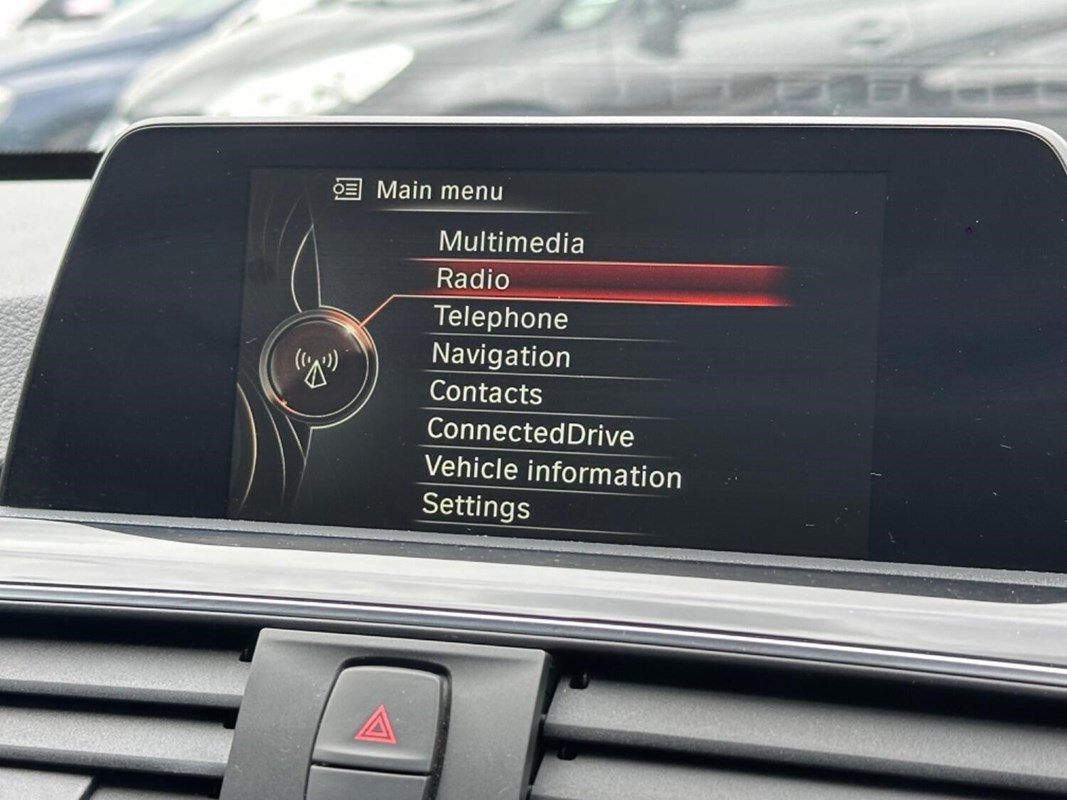 Main menu
Multimedia
Radio
Telephone
Navigation
Contacts
ConnectedDrive
Vehicle information
Settings